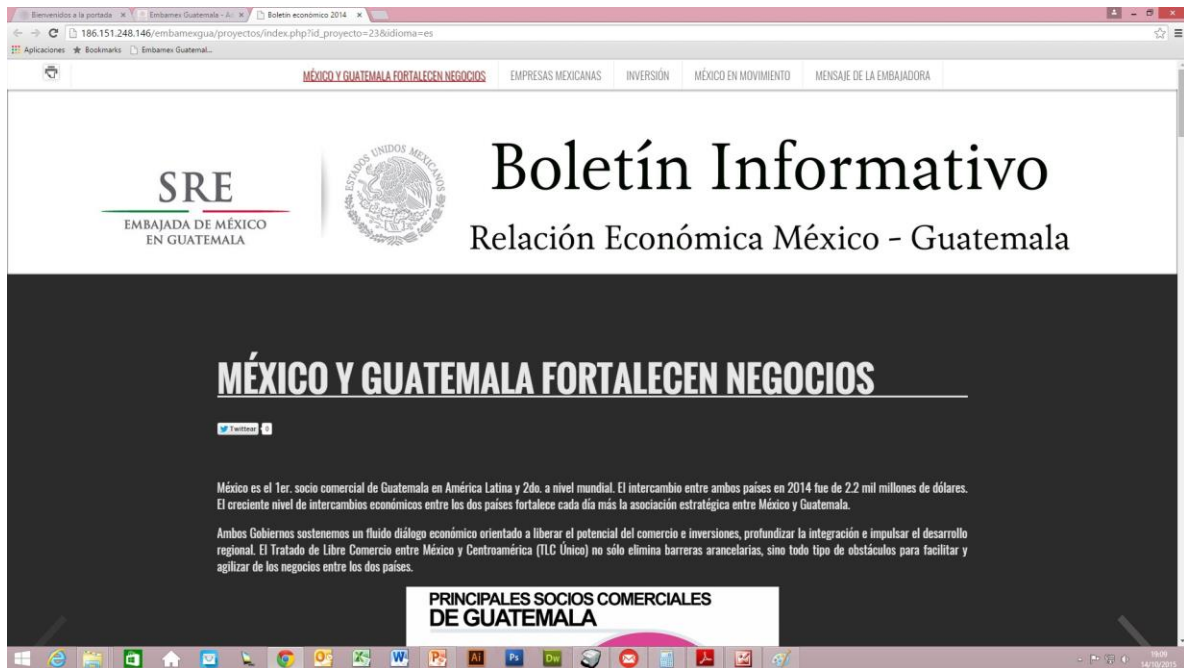 Bienvenidos a la portada
Embamex Guatemala - A
Boletín económico 2014
186.151.248.146/embamexgua/proyectos/index.php?id_proyecto=23&idioma=es
Aplicaciones Bookmarks Embamex Guatemal...
MÉXICO Y GUATEMALA FORTALECEN NEGOCIOS EMPRESAS MEXICANAS INVERSIÓN MÉXICO EN MOVIMIENTO MENSAJE DE LA EMBAJADORA
SRE
EMBAJADA DE MÉXICO
EN GUATEMALA
ESTADOS UNIDOS MEXICANOS
Boletín Informativo
Relación Económica México - Guatemala
MÉXICO Y GUATEMALA FORTALECEN NEGOCIOS
Twittear 0
México es el 1er. socio comercial de Guatemala en América Latina y 2do. a nivel mundial. El intercambio entre ambos países en 2014 fue de 2.2 mil millones de dólares.
El creciente nivel de intercambios económicos entre los dos países fortalece cada día más la asociación estratégica entre México y Guatemala.
Ambos Gobiernos sostenemos un fluido diálogo económico orientado a liberar el potencial del comercio e inversiones, profundizar la integración e impulsar el desarrollo
regional. El Tratado de Libre Comercio entre México y Centroamérica (TLC Único) no sólo elimina barreras arancelarias, sino todo tipo de obstáculos para facilitar y
agilizar de los negocios entre los dos países.
PRINCIPALES SOCIOS COMERCIALES
DE GUATEMALA
Ai Ps Dw
19:09
14/10/2015